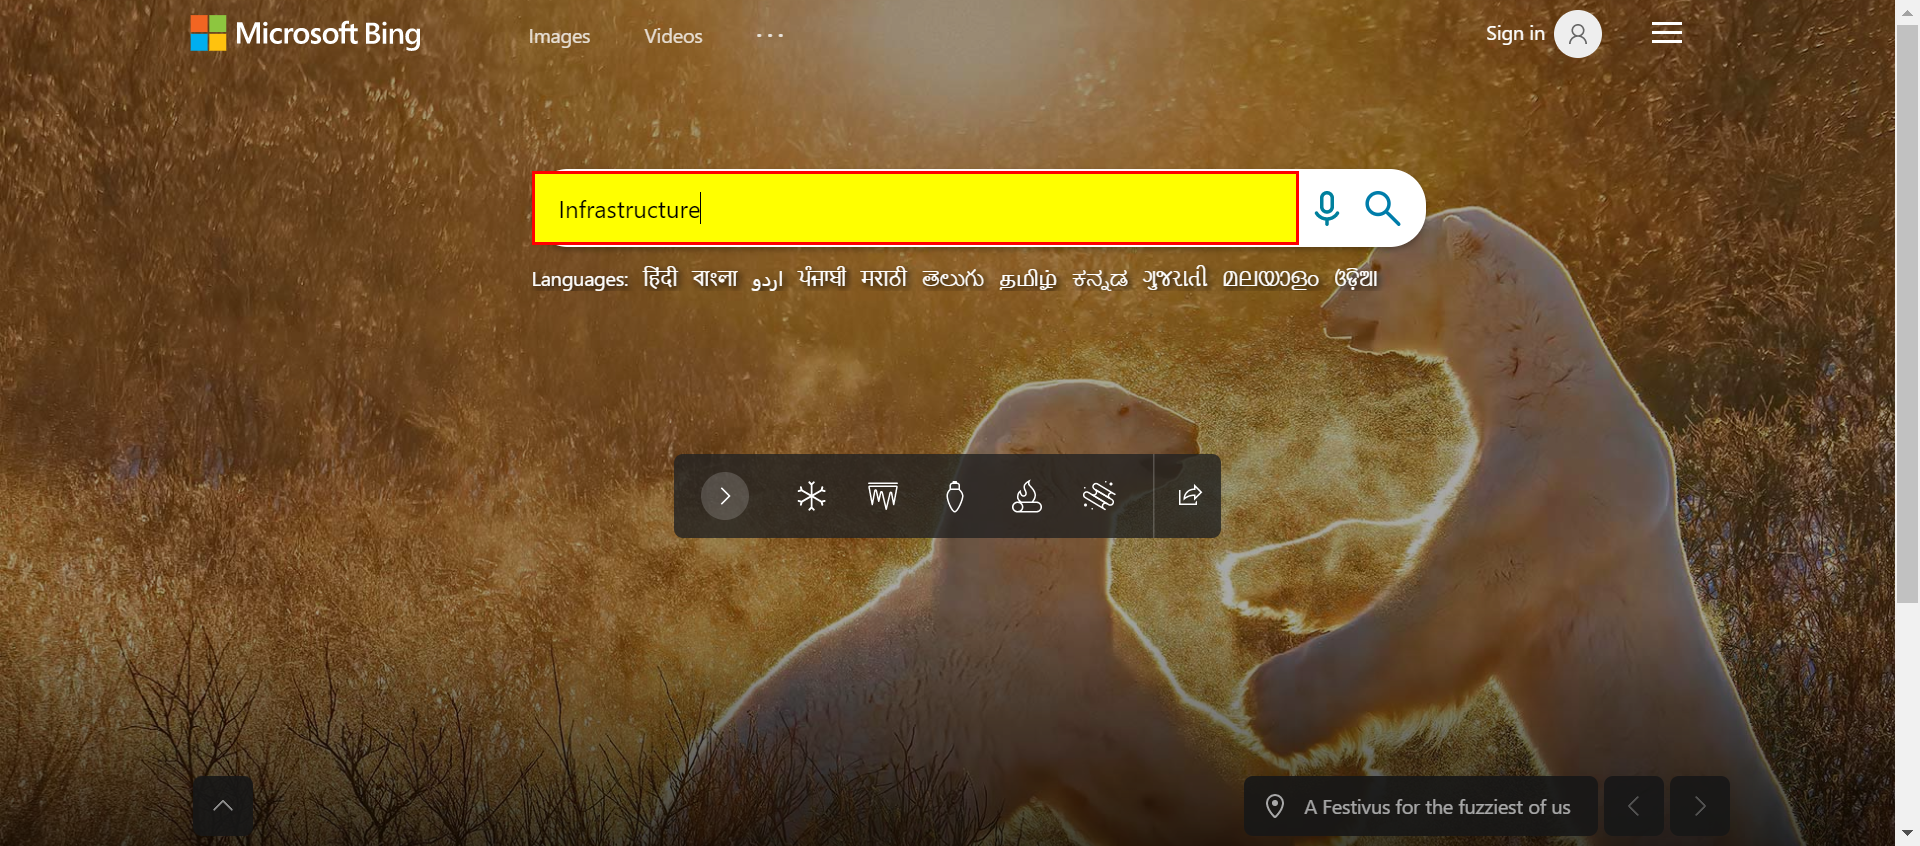 Microsoft Bing
Images Videos ... Sign in
Infrastructure
Languages: हिंदी বাংলা اردو ਪੰਜਾਬੀ मराठी తెలుగు தமிழ் ಕನ್ನಡ ગુજરાતી മലയാളം ଓଡ଼ିଆ
A Festivus for the fuzziest of us